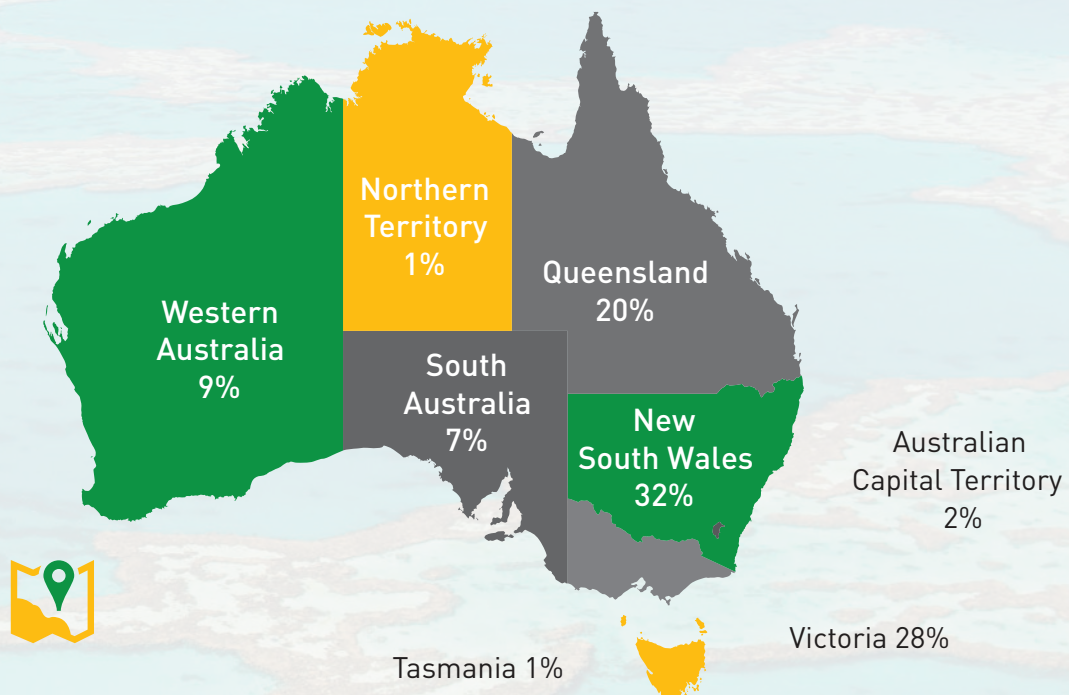 Northern
Territory
1%
Queensland
20%
Western
Australia
9%
South
Australia
7%
New
South Wales
32%
Australian
Capital Territory
2%
Victoria 28%
Tasmania 1%